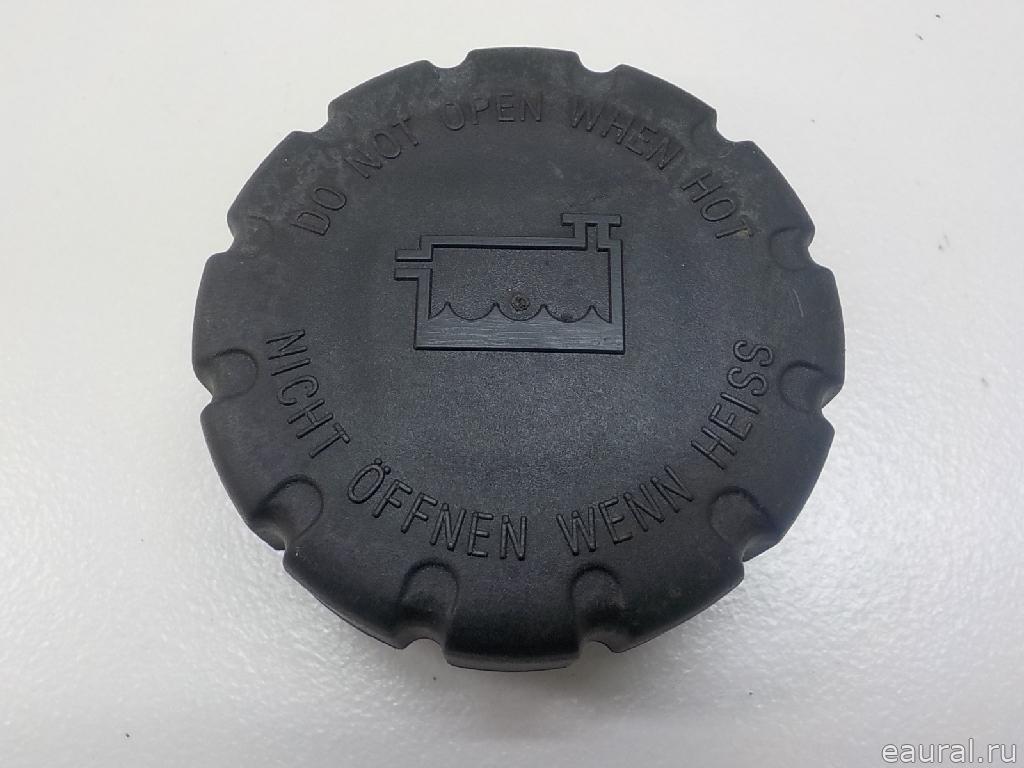 DO NOT OPEN WHEN HOT
NICHT ÖFFNEN WENN HEISS
eaural.ru